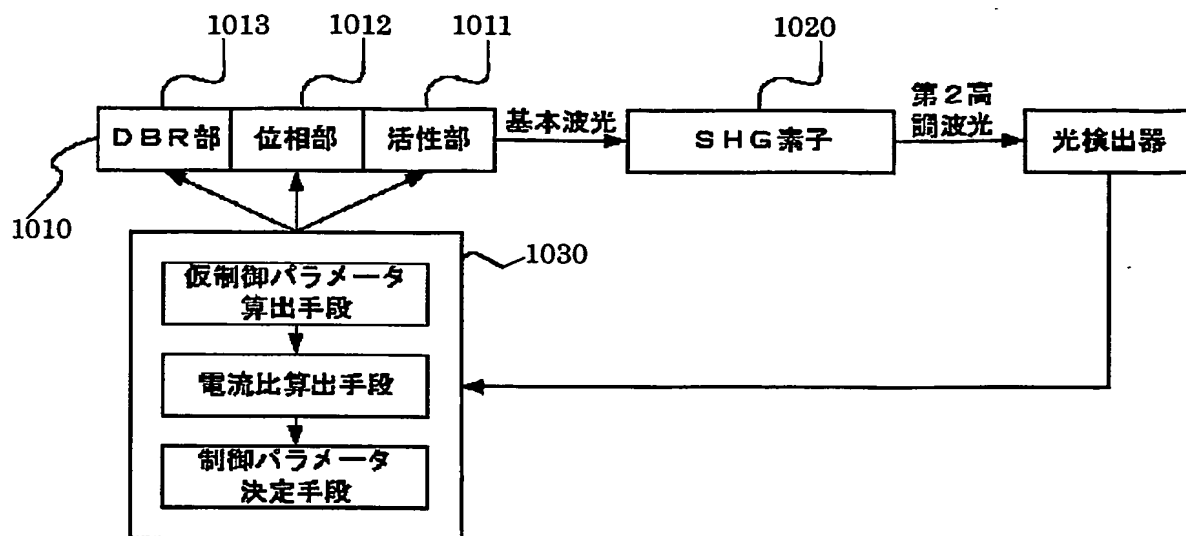 1013
1012
1011
1020
DBR部
位相部
活性部
基本波光
SHG素子
第2高
調波光
光検出器
1010
1030
仮制御パラメータ
算出手段
電流比算出手段
制御パラメータ
決定手段